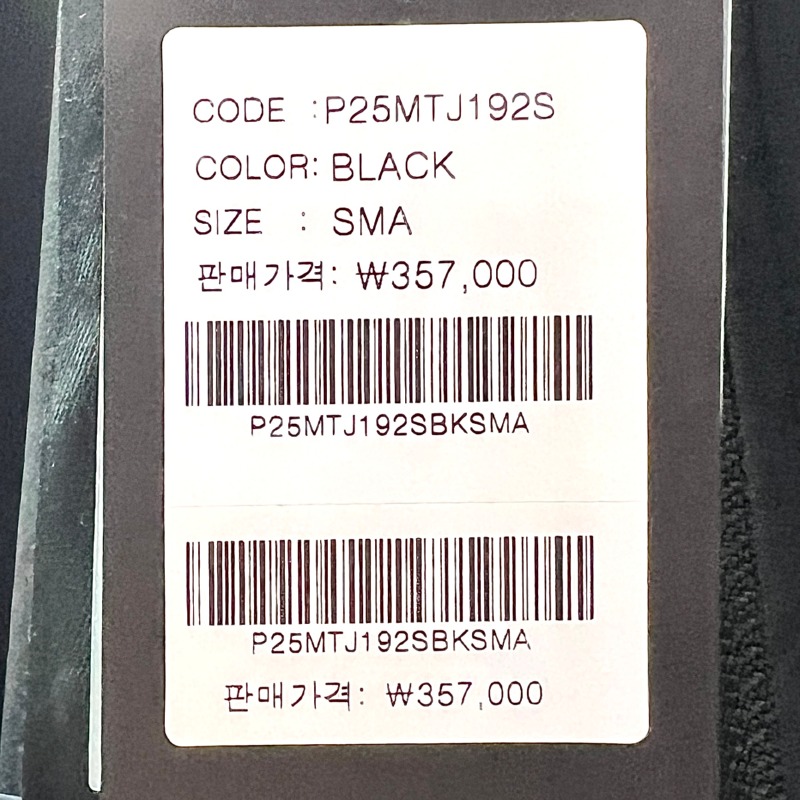 CODE :P25MTJ192S
COLOR: BLACK
SIZE : SMA
판매가격: ₩357,000
P25MTJ192SBKSMA
P25MTJ192SBKSMA
판매가격: ₩357,000